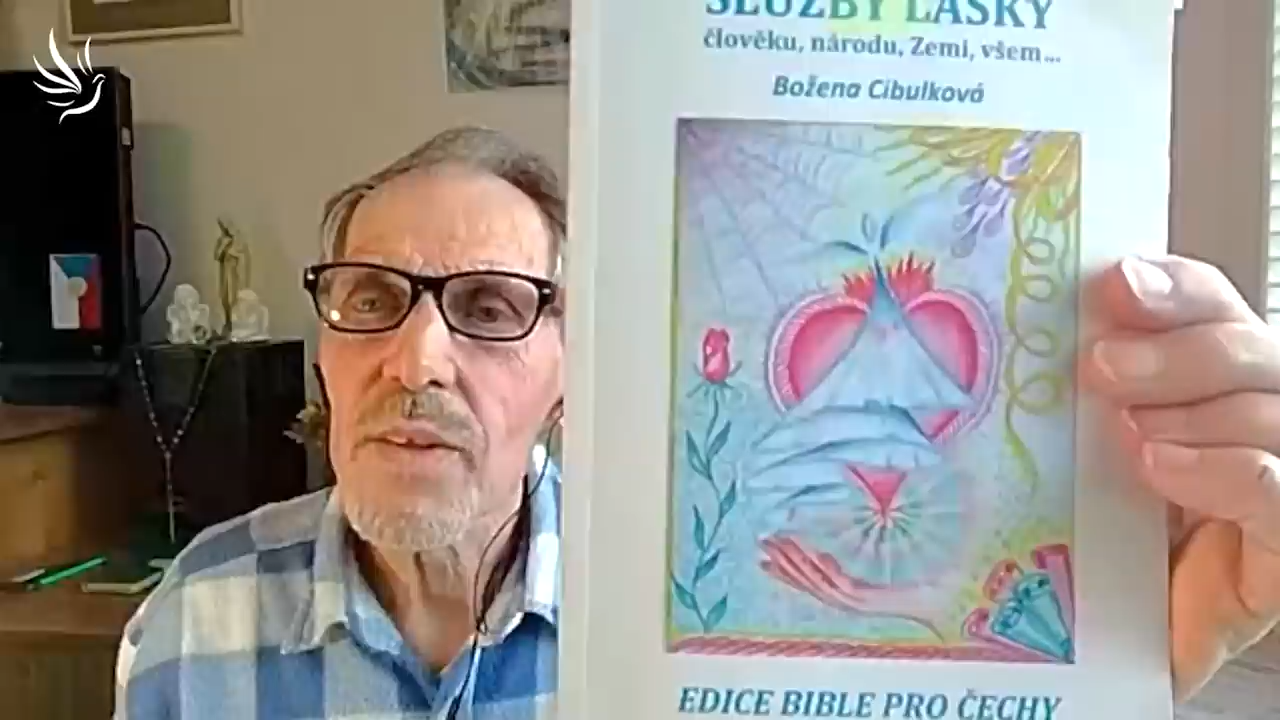 SLUŽBY LÁSKY
člověku, národu, Zemi, všem...
Božena Cibulková
EDICE BIBLE PRO ČECHY